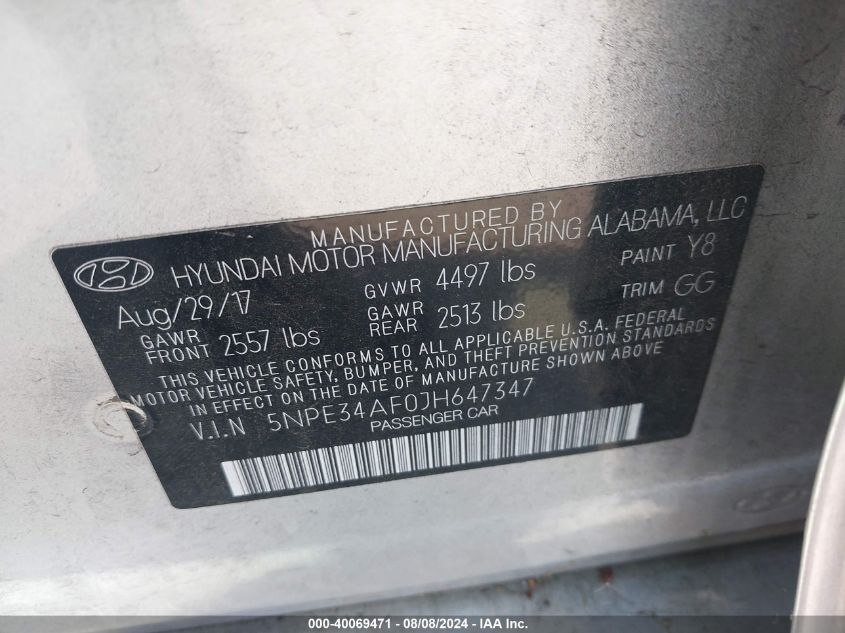 MANUFACTURED BY
HYUNDAI MOTOR MANUFACTURING ALABAMA, LLC
Aug/29/17 GVWR 4497 lbs PAINT Y8
GAWR FRONT 2557 lbs GAWR REAR 2513 lbs TRIM GG
THIS VEHICLE CONFORMS TO ALL APPLICABLE U.S.A. FEDERAL
MOTOR VEHICLE SAFETY, BUMPER, AND THEFT PREVENTION STANDARDS
IN EFFECT ON THE DATE OF MANUFACTURE SHOWN ABOVE
V.I.N 5NPE34AF0JH647347
PASSENGER CAR
000-40069471 - 08/08/2024 - IAA Inc.